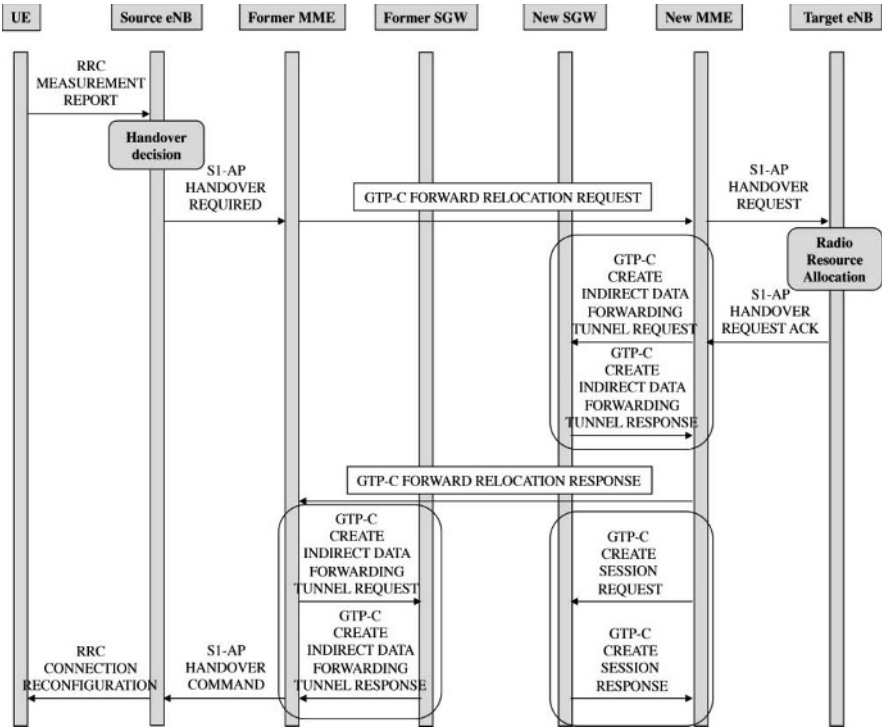 UE
Source eNB
Former MME
Former SGW
New SGW
New MME
Target eNB
RRC
MEASUREMENT
REPORT
Handover
decision
S1-AP
HANDOVER
REQUIRED
GTP-C FORWARD RELOCATION REQUEST
S1-AP
HANDOVER
REQUEST
Radio
Resource
Allocation
GTP-C
CREATE
INDIRECT DATA
FORWARDING
TUNNEL REQUEST
S1-AP
HANDOVER
REQUEST ACK
GTP-C
CREATE
INDIRECT DATA
FORWARDING
TUNNEL RESPONSE
GTP-C FORWARD RELOCATION RESPONSE
GTP-C
CREATE
INDIRECT DATA
FORWARDING
TUNNEL REQUEST
GTP-C
CREATE
SESSION
REQUEST
RRC
CONNECTION
RECONFIGURATION
S1-AP
HANDOVER
COMMAND
GTP-C
CREATE
INDIRECT DATA
FORWARDING
TUNNEL RESPONSE
GTP-C
CREATE
SESSION
RESPONSE